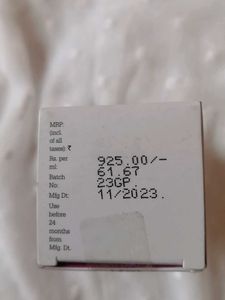 MRP:
(incl.
of all
taxes): ₹
Rs. per
ml:
Batch
No:
Mfg Dt:
Use
before
24
months
from
Mfg. Dt.
925.00/-
61.67
23GP.
11/2023.